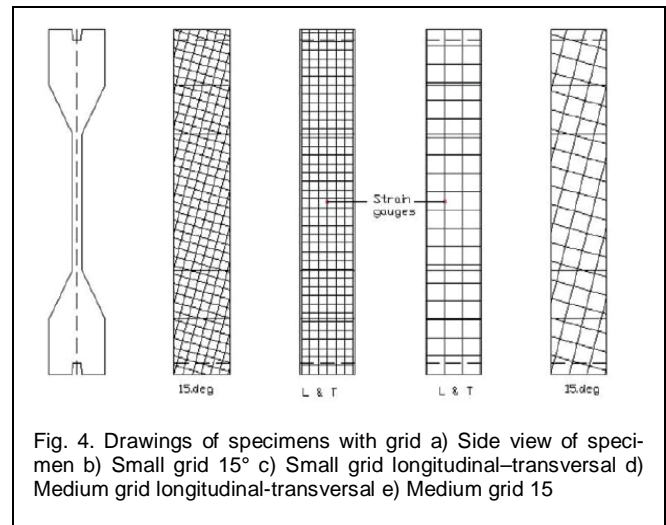 Strain
gauges
15.deg
L & T
L & T
15.deg
Fig. 4. Drawings of specimens with grid a) Side view of speci-
men b) Small grid 15° c) Small grid longitudinal–transversal d)
Medium grid longitudinal-transversal e) Medium grid 15